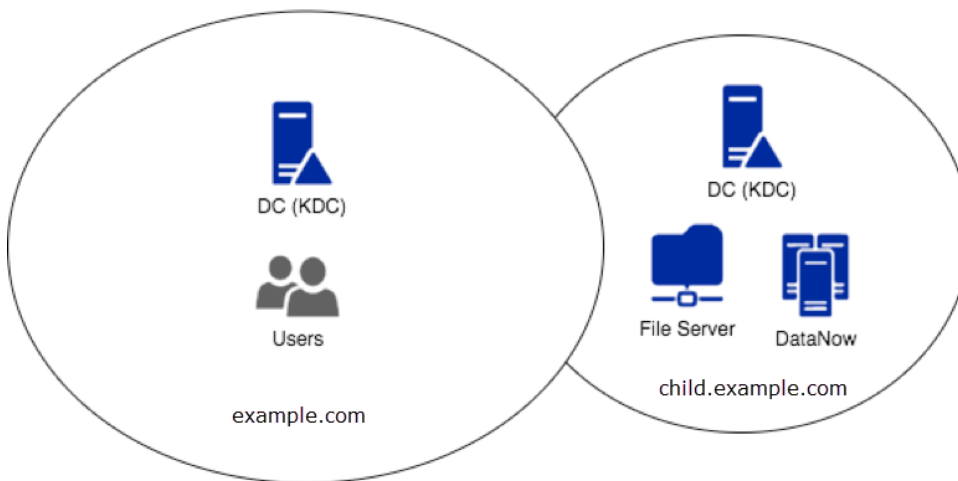 DC (KDC)
Users
example.com
DC (KDC)
File Server
DataNow
child.example.com